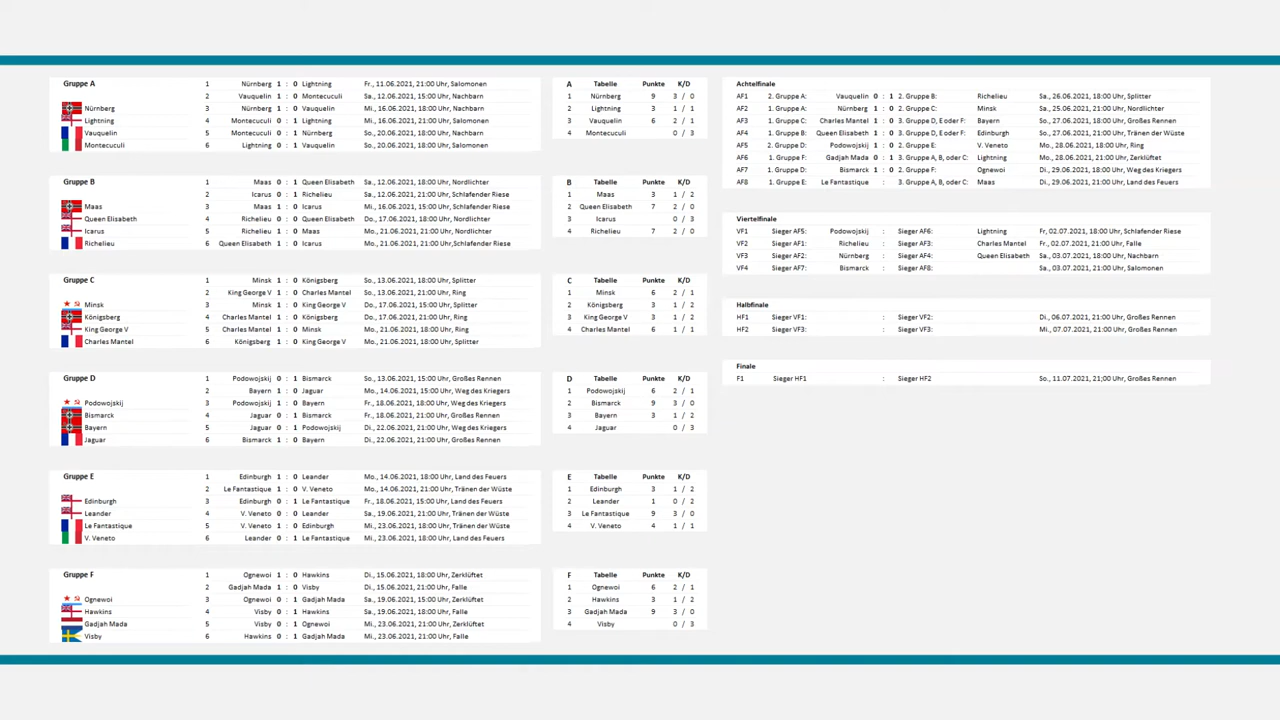 Gruppe A
1 Nürnberg 1 : 0 Lightning Fr., 11.06.2021, 21:00 Uhr, Salomonen
2 Vauquelin 1 : 0 Montecuculi Sa., 12.06.2021, 15:00 Uhr, Nachbarn
Nürnberg 3 Nürnberg 1 : 0 Vauquelin Mi., 16.06.2021, 18:00 Uhr, Nachbarn
Lightning 4 Montecuculi 0 : 1 Lightning Mi., 16.06.2021, 21:00 Uhr, Salomonen
Vauquelin 5 Montecuculi 0 : 1 Nürnberg So., 20.06.2021, 18:00 Uhr, Nachbarn
Montecuculi 6 Lightning 0 : 1 Vauquelin So., 20.06.2021, 18:00 Uhr, Salomonen
Gruppe B
1 Maas 0 : 1 Queen Elisabeth Sa., 12.06.2021, 18:00 Uhr, Nordlichter
2 Icarus 0 : 1 Richelieu Sa., 12.06.2021, 21:00 Uhr, Schlafender Riese
Maas 3 Maas 1 : 0 Icarus Mi., 16.06.2021, 15:00 Uhr, Schlafender Riese
Queen Elisabeth 4 Richelieu 0 : 0 Queen Elisabeth Do., 17.06.2021, 18:00 Uhr, Nordlichter
Icarus 5 Richelieu 1 : 0 Maas Mo., 21.06.2021, 21:00 Uhr, Nordlichter
Richelieu 6 Queen Elisabeth 1 : 0 Icarus Mo., 21.06.2021, 21:00 Uhr,Schlafender Riese
Gruppe C
1 Minsk 1 : 0 Königsberg So., 13.06.2021, 18:00 Uhr, Splitter
2 King George V 1 : 0 Charles Mantel So., 13.06.2021, 21:00 Uhr, Ring
Minsk 3 Minsk 1 : 0 King George V Do., 17.06.2021, 15:00 Uhr, Splitter
Königsberg 4 Charles Mantel 1 : 0 Königsberg Do., 17.06.2021, 21:00 Uhr, Ring
King George V 5 Charles Mantel 1 : 0 Minsk Mo., 21.06.2021, 18:00 Uhr, Ring
Charles Mantel 6 Königsberg 1 : 0 King George V Mo., 21.06.2021, 18:00 Uhr, Splitter
Gruppe D
1 Podowojskij 0 : 1 Bismarck So., 13.06.2021, 15:00 Uhr, Großes Rennen
2 Bayern 1 : 0 Jaguar Mo., 14.06.2021, 15:00 Uhr, Weg des Kriegers
Podowojskij 3 Podowojskij 1 : 0 Bayern Fr., 18.06.2021, 18:00 Uhr, Weg des Kriegers
Bismarck 4 Jaguar 0 : 1 Bismarck Fr., 18.06.2021, 21:00 Uhr, Großes Rennen
Bayern 5 Jaguar 0 : 1 Podowojskij Di., 22.06.2021, 21:00 Uhr, Weg des Kriegers
Jaguar 6 Bismarck 1 : 0 Bayern Di., 22.06.2021, 21:00 Uhr, Großes Rennen
Gruppe E
1 Edinburgh 1 : 0 Leander Mo., 14.06.2021, 18:00 Uhr, Land des Feuers
2 Le Fantastique 1 : 0 V. Veneto Mo., 14.06.2021, 21:00 Uhr, Tränen der Wüste
Edinburgh 3 Edinburgh 0 : 1 Le Fantastique Fr., 18.06.2021, 15:00 Uhr, Land des Feuers
Leander 4 V. Veneto 0 : 0 Leander Sa., 19.06.2021, 21:00 Uhr, Tränen der Wüste
Le Fantastique 5 V. Veneto 1 : 0 Edinburgh Mi., 23.06.2021, 18:00 Uhr, Tränen der Wüste
V. Veneto 6 Leander 0 : 1 Le Fantastique Mi., 23.06.2021, 18:00 Uhr, Land des Feuers
Gruppe F
1 Ognewoi 1 : 0 Hawkins Di., 15.06.2021, 18:00 Uhr, Zerklüftet
2 Gadjah Mada 1 : 0 Visby Di., 15.06.2021, 21:00 Uhr, Falle
Ognewoi 3 Ognewoi 0 : 1 Gadjah Mada Sa., 19.06.2021, 15:00 Uhr, Zerklüftet
Hawkins 4 Visby 0 : 1 Hawkins Sa., 19.06.2021, 18:00 Uhr, Falle
Gadjah Mada 5 Visby 0 : 1 Ognewoi Mi., 23.06.2021, 21:00 Uhr, Zerklüftet
Visby 6 Hawkins 0 : 1 Gadjah Mada Mi., 23.06.2021, 21:00 Uhr, Falle
A Tabelle Punkte K/D
1 Nürnberg 9 3 / 0
2 Lightning 3 1 / 1
3 Vauquelin 6 2 / 1
4 Montecuculi 0 / 3
B Tabelle Punkte K/D
1 Maas 3 1 / 2
2 Queen Elisabeth 7 2 / 0
3 Icarus 0 / 3
4 Richelieu 7 2 / 0
C Tabelle Punkte K/D
1 Minsk 6 2 / 1
2 Königsberg 3 1 / 2
3 King George V 3 1 / 2
4 Charles Mantel 6 1 / 1
D Tabelle Punkte K/D
1 Podowojskij 6 2 / 1
2 Bismarck 9 3 / 0
3 Bayern 3 1 / 2
4 Jaguar 0 / 3
E Tabelle Punkte K/D
1 Edinburgh 3 1 / 2
2 Leander 1 0 / 2
3 Le Fantastique 9 3 / 0
4 V. Veneto 4 1 / 1
F Tabelle Punkte K/D
1 Ognewoi 6 2 / 1
2 Hawkins 3 1 / 2
3 Gadjah Mada 9 3 / 0
4 Visby 0 / 3
Achtelfinale
AF1 2. Gruppe A: Vauquelin 0 : 1 2. Gruppe B: Richelieu Sa., 26.06.2021, 18:00 Uhr, Splitter
AF2 1. Gruppe A: Nürnberg 1 : 0 2. Gruppe C: Minsk Sa., 25.06.2021, 21:00 Uhr, Nordlichter
AF3 1. Gruppe C: Charles Mantel 1 : 0 3. Gruppe D, E oder F: Bayern So., 27.06.2021, 18:00 Uhr, Großes Rennen
AF4 1. Gruppe B: Queen Elisabeth 1 : 0 3. Gruppe D, E oder F: Edinburgh So., 27.06.2021, 21:00 Uhr, Tränen der Wüste
AF5 2. Gruppe D: Podowojskij 1 : 0 2. Gruppe E: V. Veneto Mo., 28.06.2021, 18:00 Uhr, Ring
AF6 1. Gruppe F: Gadjah Mada 0 : 1 3. Gruppe A, B, oder C: Lightning Mo., 28.06.2021, 21:00 Uhr, Zerklüftet
AF7 1. Gruppe D: Bismarck 1 : 0 2. Gruppe F: Ognewoi Di., 29.06.2021, 18:00 Uhr, Weg des Kriegers
AF8 1. Gruppe E: Le Fantastique : 3. Gruppe A, B, oder C: Maas Di., 29.06.2021, 21:00 Uhr, Land des Feuers
Viertelfinale
VF1 Sieger AF5: Podowojskij : Sieger AF6: Lightning Fr, 02.07.2021, 18:00 Uhr, Schlafender Riese
VF2 Sieger AF1: Richelieu : Sieger AF3: Charles Mantel Fr., 02.07.2021, 21:00 Uhr, Falle
VF3 Sieger AF2: Nürnberg : Sieger AF4: Queen Elisabeth Sa., 03.07.2021, 18:00 Uhr, Nachbarn
VF4 Sieger AF7: Bismarck : Sieger AF8: Sa., 03.07.2021, 21:00 Uhr, Salomonen
Halbfinale
HF1 Sieger VF1: : Sieger VF2: Di., 06.07.2021, 21:00 Uhr, Großes Rennen
HF2 Sieger VF3: : Sieger VF3: Mi., 07.07.2021, 21:00 Uhr, Großes Rennen
Finale
F1 Sieger HF1 : Sieger HF2 So., 11.07.2021, 21;00 Uhr, Großes Rennen